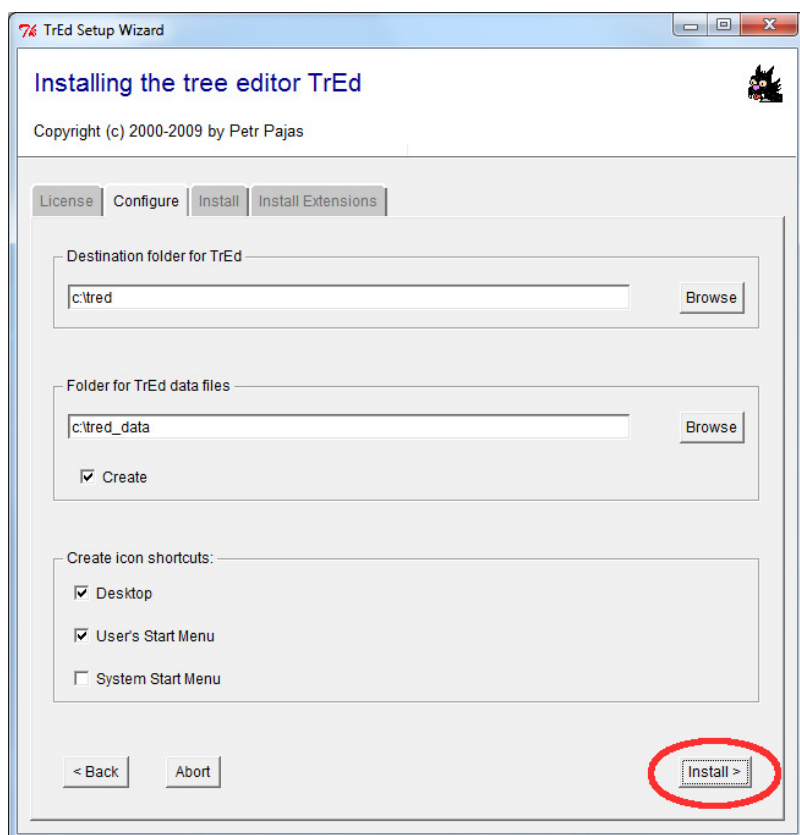 TrEd Setup Wizard
Installing the tree editor TrEd
Copyright (c) 2000-2009 by Petr Pajas
License Configure Install Install Extensions
Destination folder for TrEd
c:\tred Browse
Folder for TrEd data files
c:\tred_data Browse
Create
Create icon shortcuts:
Desktop
User's Start Menu
System Start Menu
< Back Abort Install >